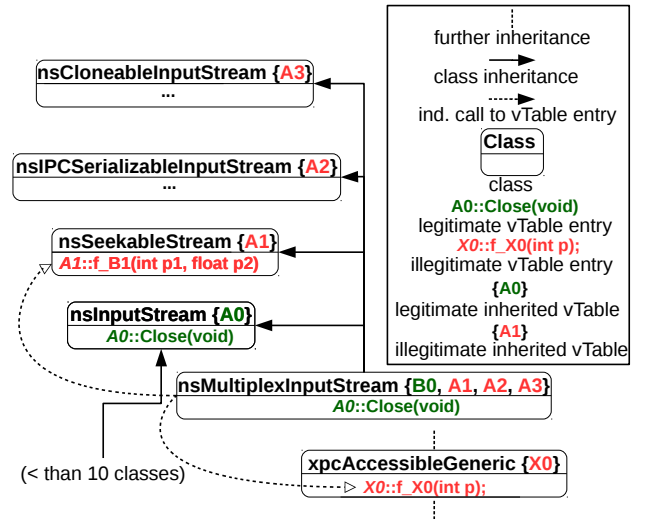 nsCloneableInputStream {A3}
...
nsIPCSerializableInputStream {A2}
...
nsSeekableStream {A1}
A1::f_B1(int p1, float p2)
nsInputStream {A0}
A0::Close(void)
nsMultiplexInputStream {B0, A1, A2, A3}
A0::Close(void)
(< than 10 classes)
xpcAccessibleGeneric {X0}
X0::f_X0(int p);
further inheritance
class inheritance
ind. call to vTable entry
Class
class
A0::Close(void)
legitimate vTable entry
X0::f_X0(int p);
illegitimate vTable entry
{A0}
legitimate inherited vTable
{A1}
illegitimate inherited vTable